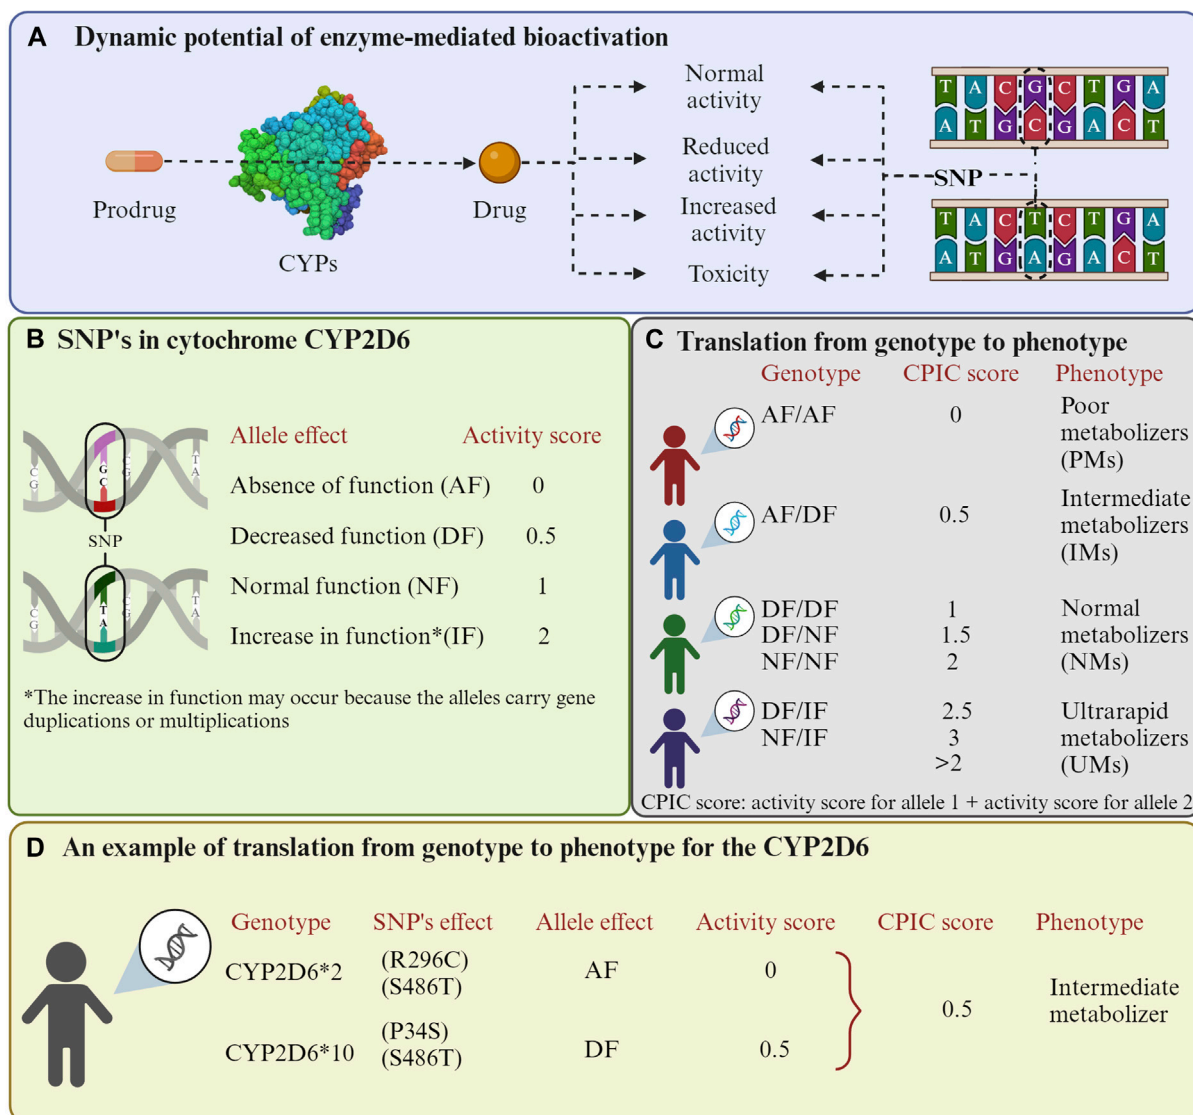 A Dynamic potential of enzyme-mediated bioactivation
Prodrug
CYPs
Drug
Normal
activity
Reduced
activity
Increased
activity
Toxicity
SNP
T A C G C T G A
A T G C G A C T
T A C T C T G A
A T G A G A C T
B SNP's in cytochrome CYP2D6
CG
GC
CG
TA
SNP
CG
TA
CG
TA
Allele effect Activity score
Absence of function (AF) 0
Decreased function (DF) 0.5
Normal function (NF) 1
Increase in function*(IF) 2
*The increase in function may occur because the alleles carry gene
duplications or multiplications
C Translation from genotype to phenotype
Genotype CPIC score Phenotype
AF/AF 0 Poor
metabolizers
(PMs)
AF/DF 0.5 Intermediate
metabolizers
(IMs)
DF/DF 1 Normal
DF/NF 1.5 metabolizers
NF/NF 2 (NMs)
DF/IF 2.5 Ultrarapid
NF/IF 3 metabolizers
>2 (UMs)
CPIC score: activity score for allele 1 + activity score for allele 2
D An example of translation from genotype to phenotype for the CYP2D6
Genotype SNP's effect Allele effect Activity score CPIC score Phenotype
CYP2D6*2 (R296C) AF 0
(S486T)
0.5 Intermediate
metabolizer
CYP2D6*10 (P34S) DF 0.5
(S486T)